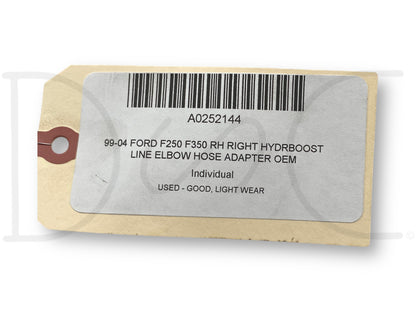 A0252144
99-04 FORD F250 F350 RH RIGHT HYDRBOOST
LINE ELBOW HOSE ADAPTER OEM
Individual
USED - GOOD, LIGHT WEAR